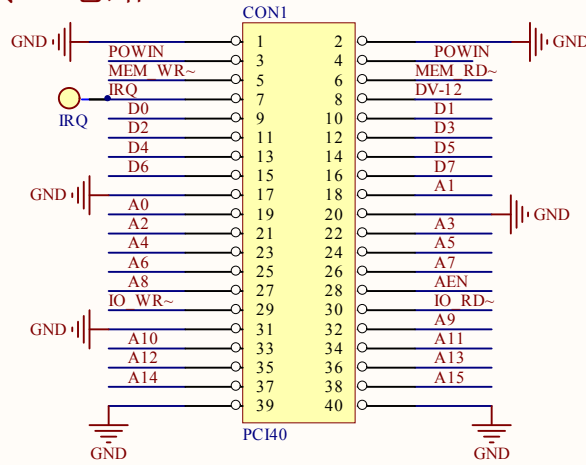 CON1
GND 1 2 GND
POWIN 3 4 POWIN
MEM_WR~ 5 6 MEM_RD~
IRQ IRQ 7 8 DV-12
D0 9 10 D1
D2 11 12 D3
D4 13 14 D5
D6 15 16 D7
GND 17 18 A1
A0 19 20 GND
A2 21 22 A3
A4 23 24 A5
A6 25 26 A7
A8 27 28 AEN
IO_WR~ 29 30 IO_RD~
GND 31 32 A9
A10 33 34 A11
A12 35 36 A13
A14 37 38 A15
39 40
PCI40
GND GND